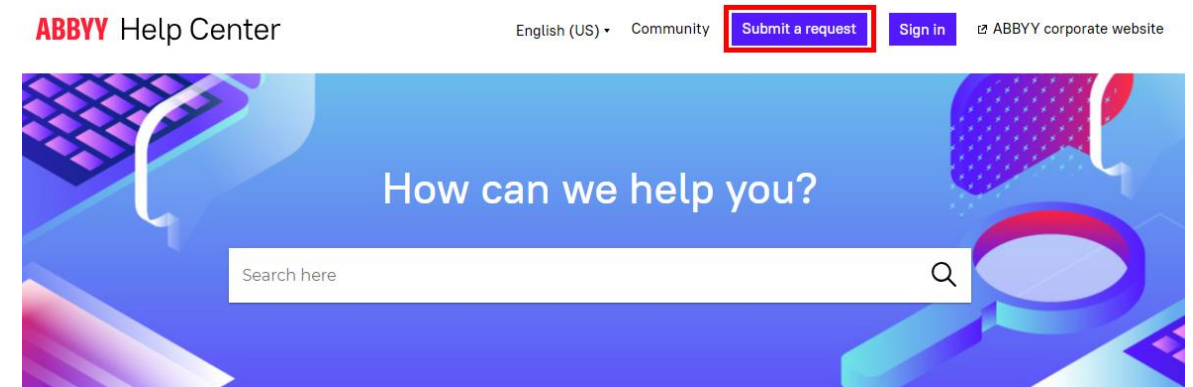 ABBYY Help Center English (US) Community Submit a request Sign in ABBYY corporate website
How can we help you?
Search here